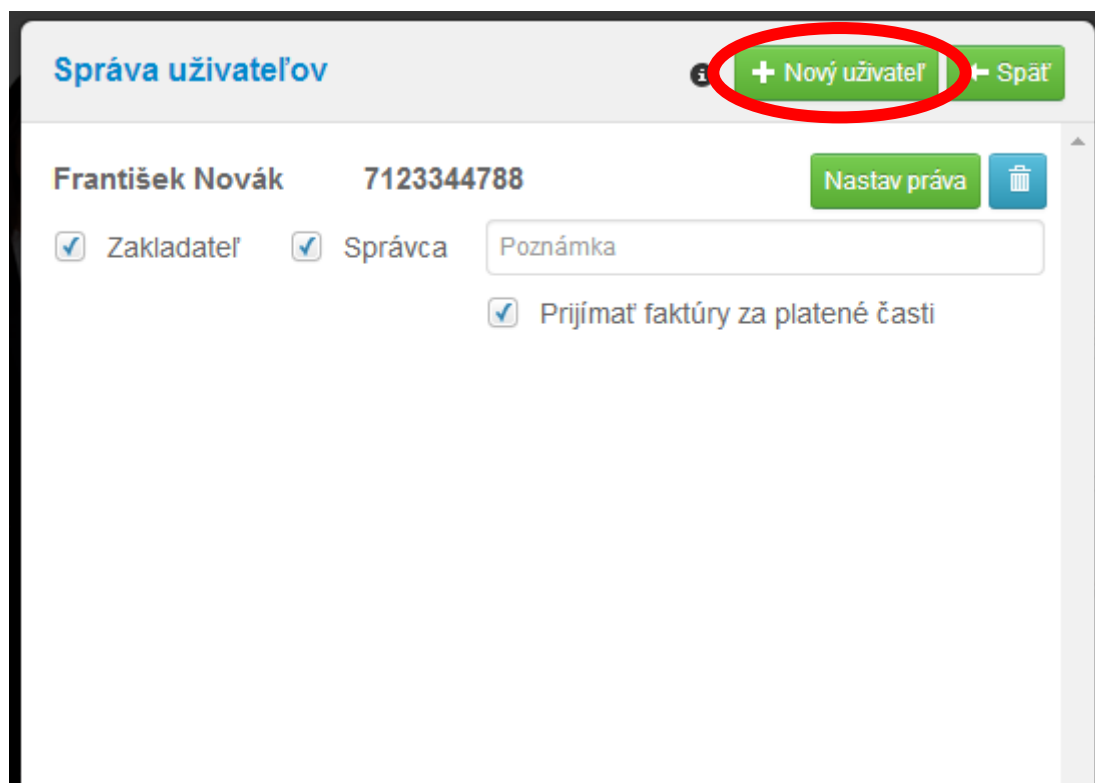 Správa uživateľov
+ Nový uživateľ
Späť
František Novák 7123344788
Nastav práva
Zakladateľ Správca Poznámka
Prijímať faktúry za platené časti